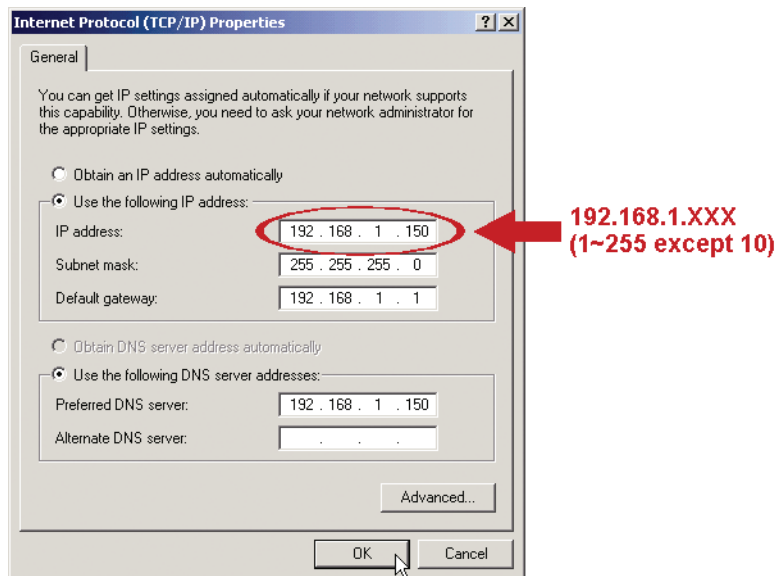 Internet Protocol (TCP/IP) Properties
General
You can get IP settings assigned automatically if your network supports
this capability. Otherwise, you need to ask your network administrator for
the appropriate IP settings.
Obtain an IP address automatically
Use the following IP address:
IP address: 192 . 168 . 1 . 150
Subnet mask: 255 . 255 . 255 . 0
Default gateway: 192 . 168 . 1 . 1
192.168.1.XXX
(1~255 except 10)
Obtain DNS server address automatically
Use the following DNS server addresses:
Preferred DNS server: 192 . 168 . 1 . 150
Alternate DNS server: . . .
Advanced...
OK Cancel